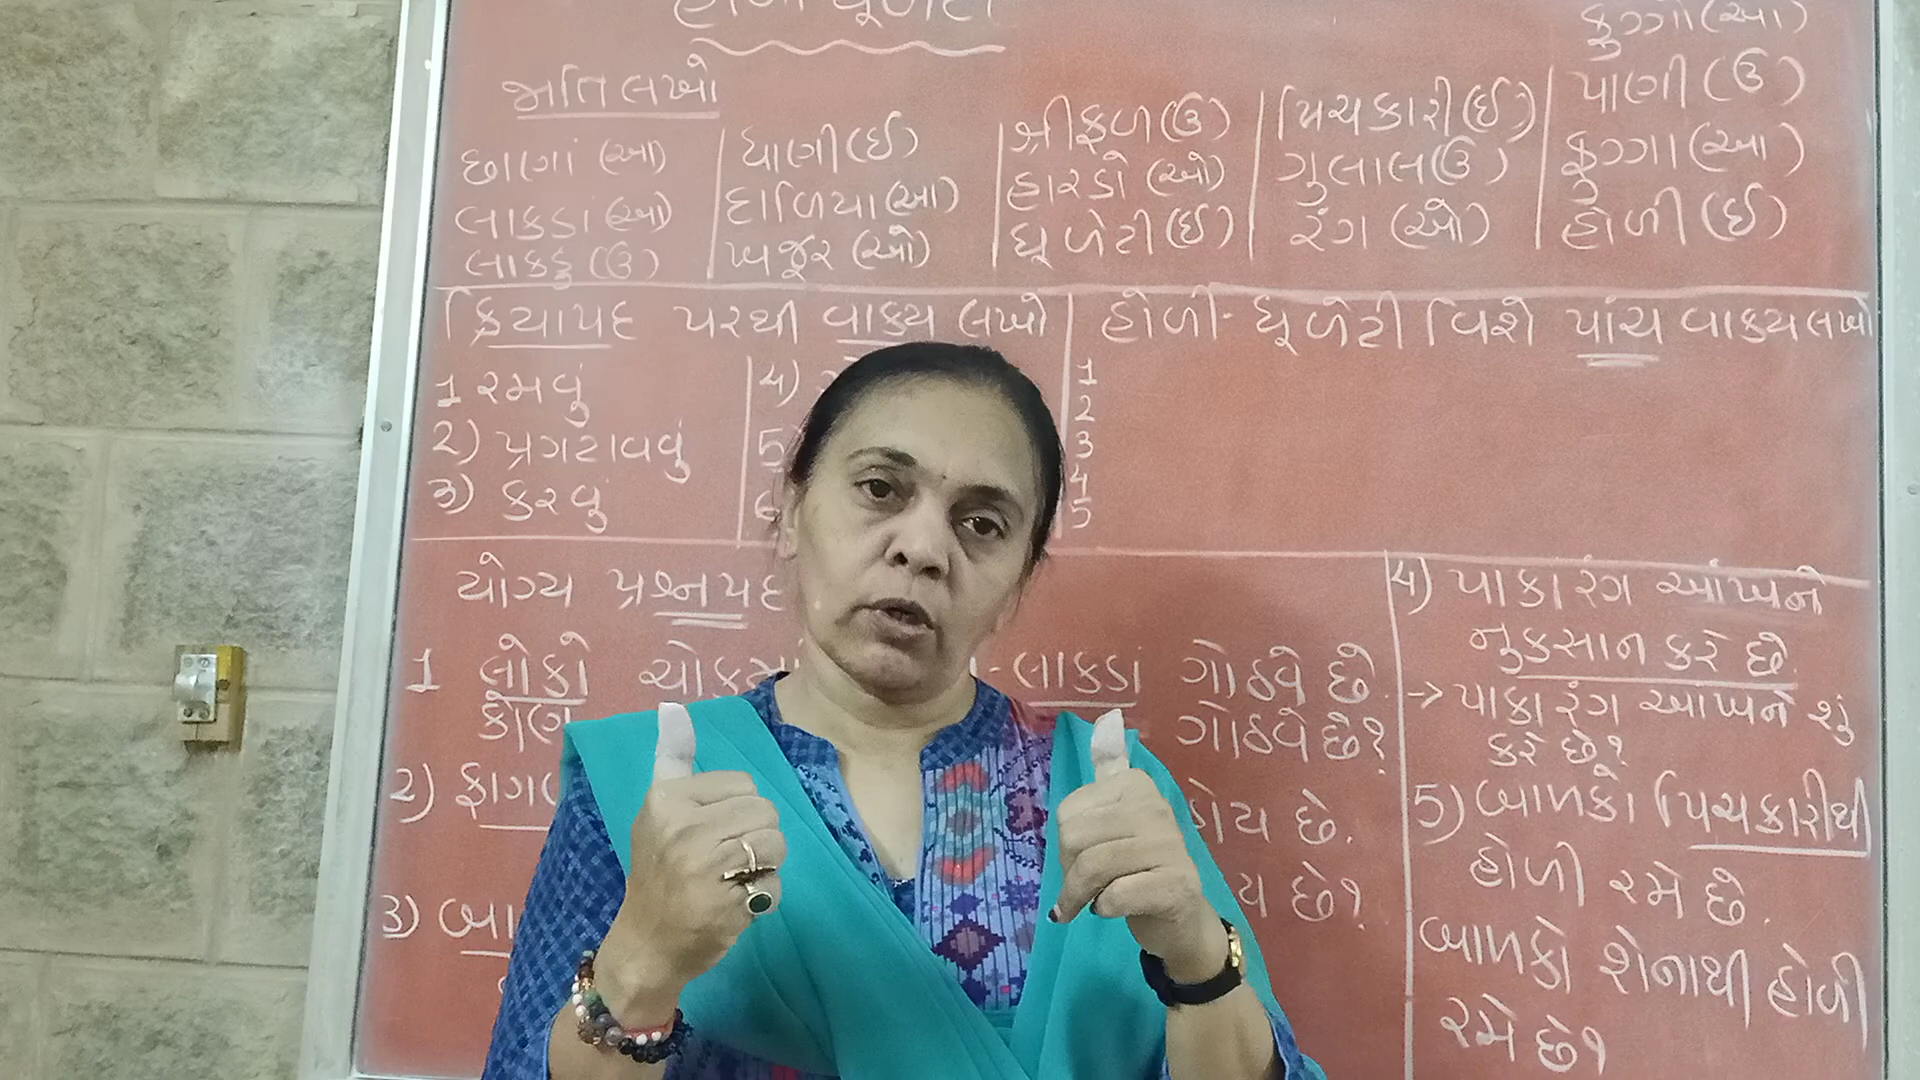 હોળી ધૂળેટી
જાતિ લખો
છાણાં (આ)
લાકડાં (આ)
લાકડું (ઉ)
ધાણી (ઈ)
દાળિયા (આ)
ખજૂર (ઓ)
શ્રીફળ (ઉ)
હારડો (ઓ)
ધૂળેટી (ઈ)
પિચકારી (ઈ)
ગુલાલ (ઉ)
રંગ (ઓ)
ફુગ્ગો (આ)
પાણી (ઉ)
ફુગ્ગા (આ)
હોળી (ઈ)
ક્રિયાપદ પરથી વાક્ય લખો
1 રમવું
2) પ્રગટાવવું
3) કરવું
4)
5
6
હોળી - ધૂળેટી વિશે પાંચ વાક્ય લખો
1
2
3
4
5
યોગ્ય પ્રશ્નપદ
1 લોકો - લાકડાં ગોઠવે છે
કોણ ગોઠવે છે?
2) છે.
છે?
3)
4) પાકા રંગ આંખને
નુકસાન કરે છે.
→ પાકા રંગ આંખને શું
કરે છે?
5) બાળકો પિચકારીથી
હોળી રમે છે.
બાળકો શેનાથી હોળી
રમે છે?